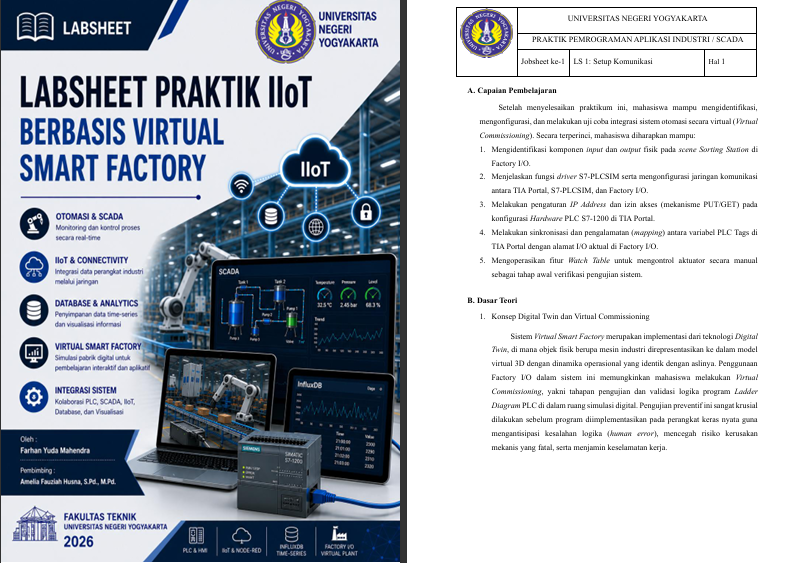 LABSHEET
UNIVERSITAS
NEGERI
YOGYAKARTA
LABSHEET PRAKTIK IIoT
BERBASIS VIRTUAL
SMART FACTORY
IIoT
OTOMASI & SCADA
Monitoring dan kontrol proses
secara real-time
IIoT & CONNECTIVITY
Integrasi data perangkat industri
melalui jaringan
DATABASE & ANALYTICS
Penyimpanan data time-series
dan visualisasi informasi
VIRTUAL SMART FACTORY
Simulasi pabrik digital untuk
pembelajaran interaktif dan aplikatif
INTEGRASI SISTEM
Kolaborasi PLC, SCADA, IIoT,
Database, dan Visualisasi
SCADA
Task 1
Task 2
Pump 1
Pump 2
Valve
Temperature
Pressure
Level
32.5 °C
2.45 bar
68.3 %
Trend
InfluxDB
Trend
Time
Value
SIEMENS
SIMATIC
S7-1200
Oleh :
Farhan Yuda Mahendra
Pembimbing :
Amelia Fauziah Husna, S.Pd., M.Pd.
FAKULTAS TEKNIK
UNIVERSITAS NEGERI YOGYAKARTA
2026
PLC & HMI
IIoT & NODE-RED
INFLUXDB
TIME-SERIES
FACTORY I/O
VIRTUAL PLANT
UNIVERSITAS NEGERI YOGYAKARTA
PRAKTIK PEMROGRAMAN APLIKASI INDUSTRI / SCADA
Jobsheet ke-1
LS 1: Setup Komunikasi
Hal 1
A. Capaian Pembelajaran
Setelah menyelesaikan praktikum ini, mahasiswa mampu mengidentifikasi,
mengonfigurasi, dan melakukan uji coba integrasi sistem otomasi secara virtual (Virtual
Commissioning). Secara terperinci, mahasiswa diharapkan mampu:
1. Mengidentifikasi komponen input dan output fisik pada scene Sorting Station di
Factory I/O.
2. Menjelaskan fungsi driver S7-PLCSIM serta mengonfigurasi jaringan komunikasi
antara TIA Portal, S7-PLCSIM, dan Factory I/O.
3. Melakukan pengaturan IP Address dan izin akses (mekanisme PUT/GET) pada
konfigurasi Hardware PLC S7-1200 di TIA Portal.
4. Melakukan sinkronisasi dan pengalamatan (mapping) antara variabel PLC Tags di
TIA Portal dengan alamat I/O aktual di Factory I/O.
5. Mengoperasikan fitur Watch Table untuk mengontrol aktuator secara manual
sebagai tahap awal verifikasi pengujian sistem.
B. Dasar Teori
1. Konsep Digital Twin dan Virtual Commissioning
Sistem Virtual Smart Factory merupakan implementasi dari teknologi Digital
Twin, di mana objek fisik berupa mesin industri direpresentasikan ke dalam model
virtual 3D dengan dinamika operasional yang identik dengan aslinya. Penggunaan
Factory I/O dalam sistem ini memungkinkan mahasiswa melakukan Virtual
Commissioning, yakni tahapan pengujian dan validasi logika program Ladder
Diagram PLC di dalam ruang simulasi digital. Pengujian preventif ini sangat krusial
dilakukan sebelum program diimplementasikan pada perangkat keras nyata guna
mengantisipasi kesalahan logika (human error), mencegah risiko kerusakan
mekanis yang fatal, serta menjamin keselamatan kerja.